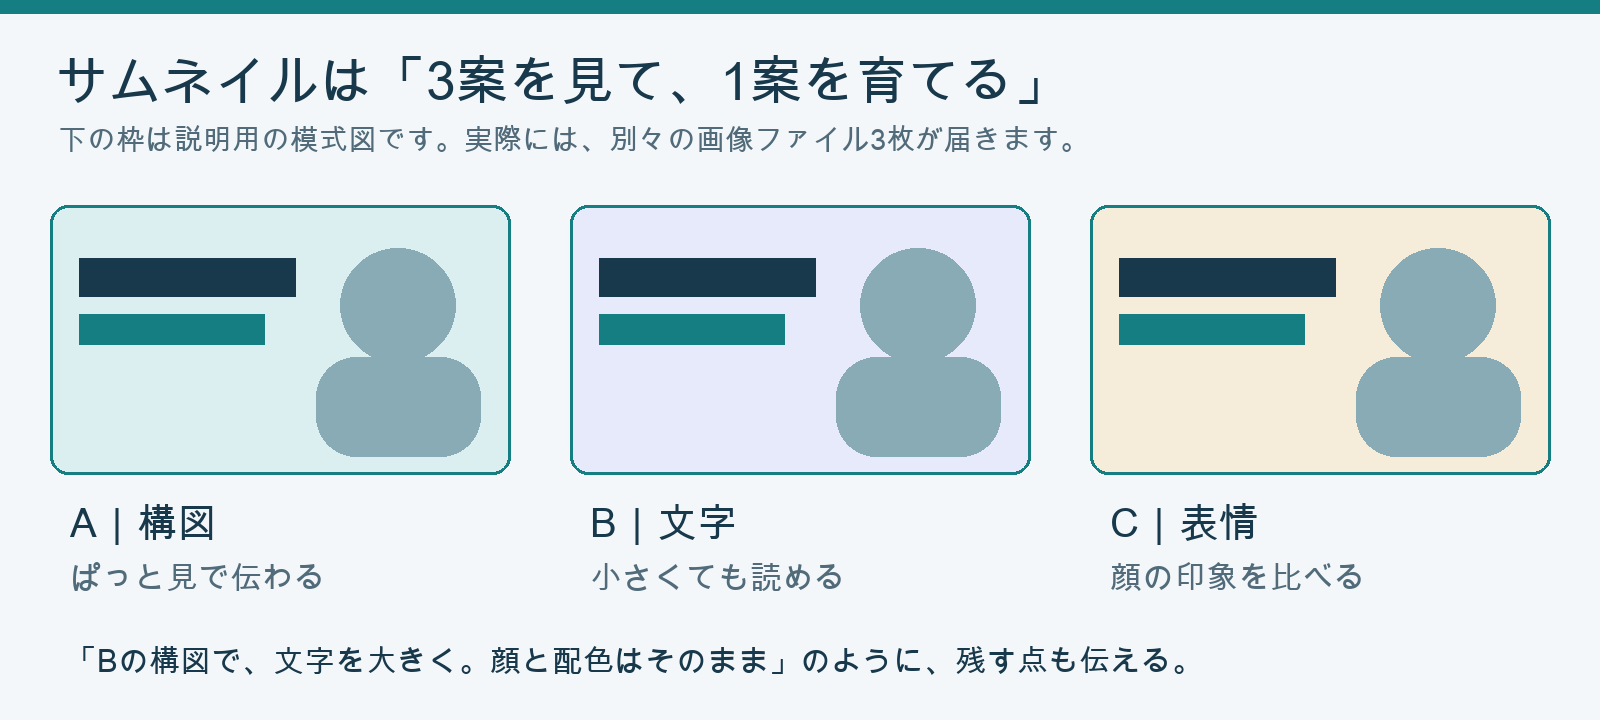 サムネイルは「3案を見て、1案を育てる」
下の枠は説明用の模式図です。実際には、別々の画像ファイル3枚が届きます。
A | 構図
ぱっと見で伝わる
B | 文字
小さくても読める
C | 表情
顔の印象を比べる
「Bの構図で、文字を大きく。顔と配色はそのまま」のように、残す点も伝える。